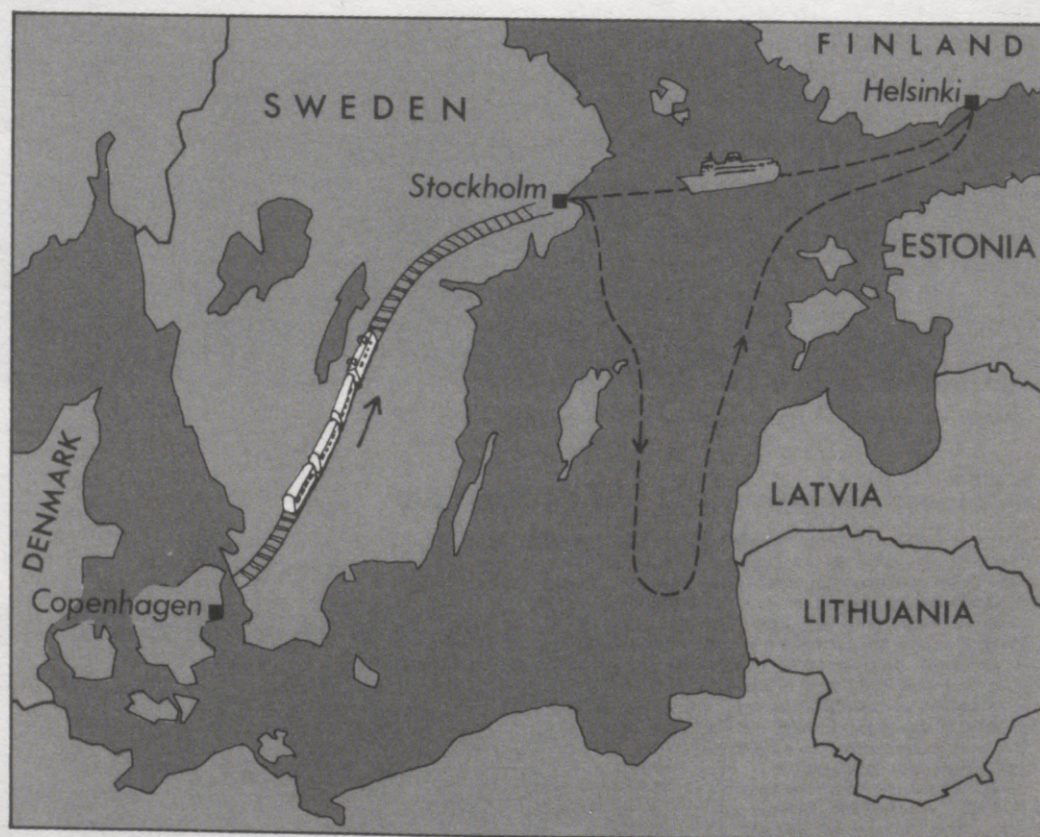 FINLAND
Helsinki
SWEDEN
Stockholm
ESTONIA
DENMARK
LATVIA
Copenhagen
LITHUANIA